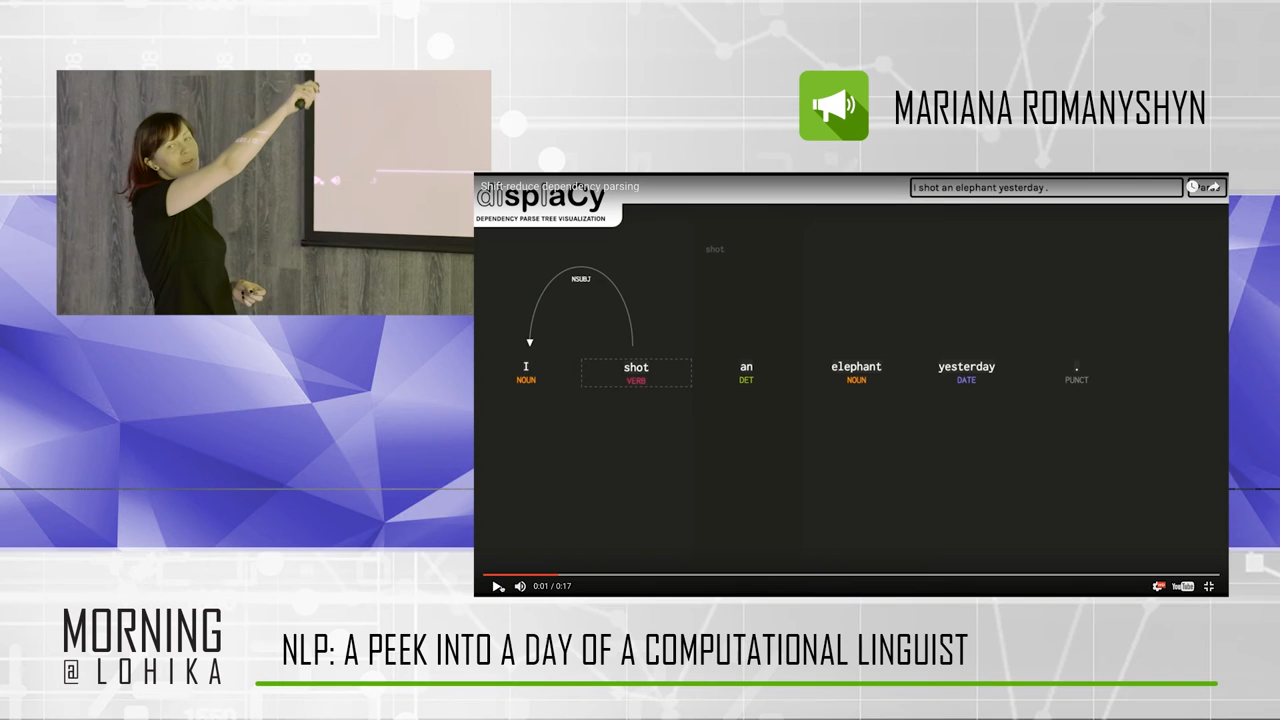 MARIANA ROMANYSHYN
Shift-reduce dependency parsing
displaCy
DEPENDENCY PARSE TREE VISUALIZATION
I shot an elephant yesterday .
shot
NSUBJ
I shot an elephant yesterday .
NOUN VERB DET NOUN DATE PUNCT
0:01 / 0:17
YouTube
MORNING
@ LOHIKA
NLP: A PEEK INTO A DAY OF A COMPUTATIONAL LINGUIST